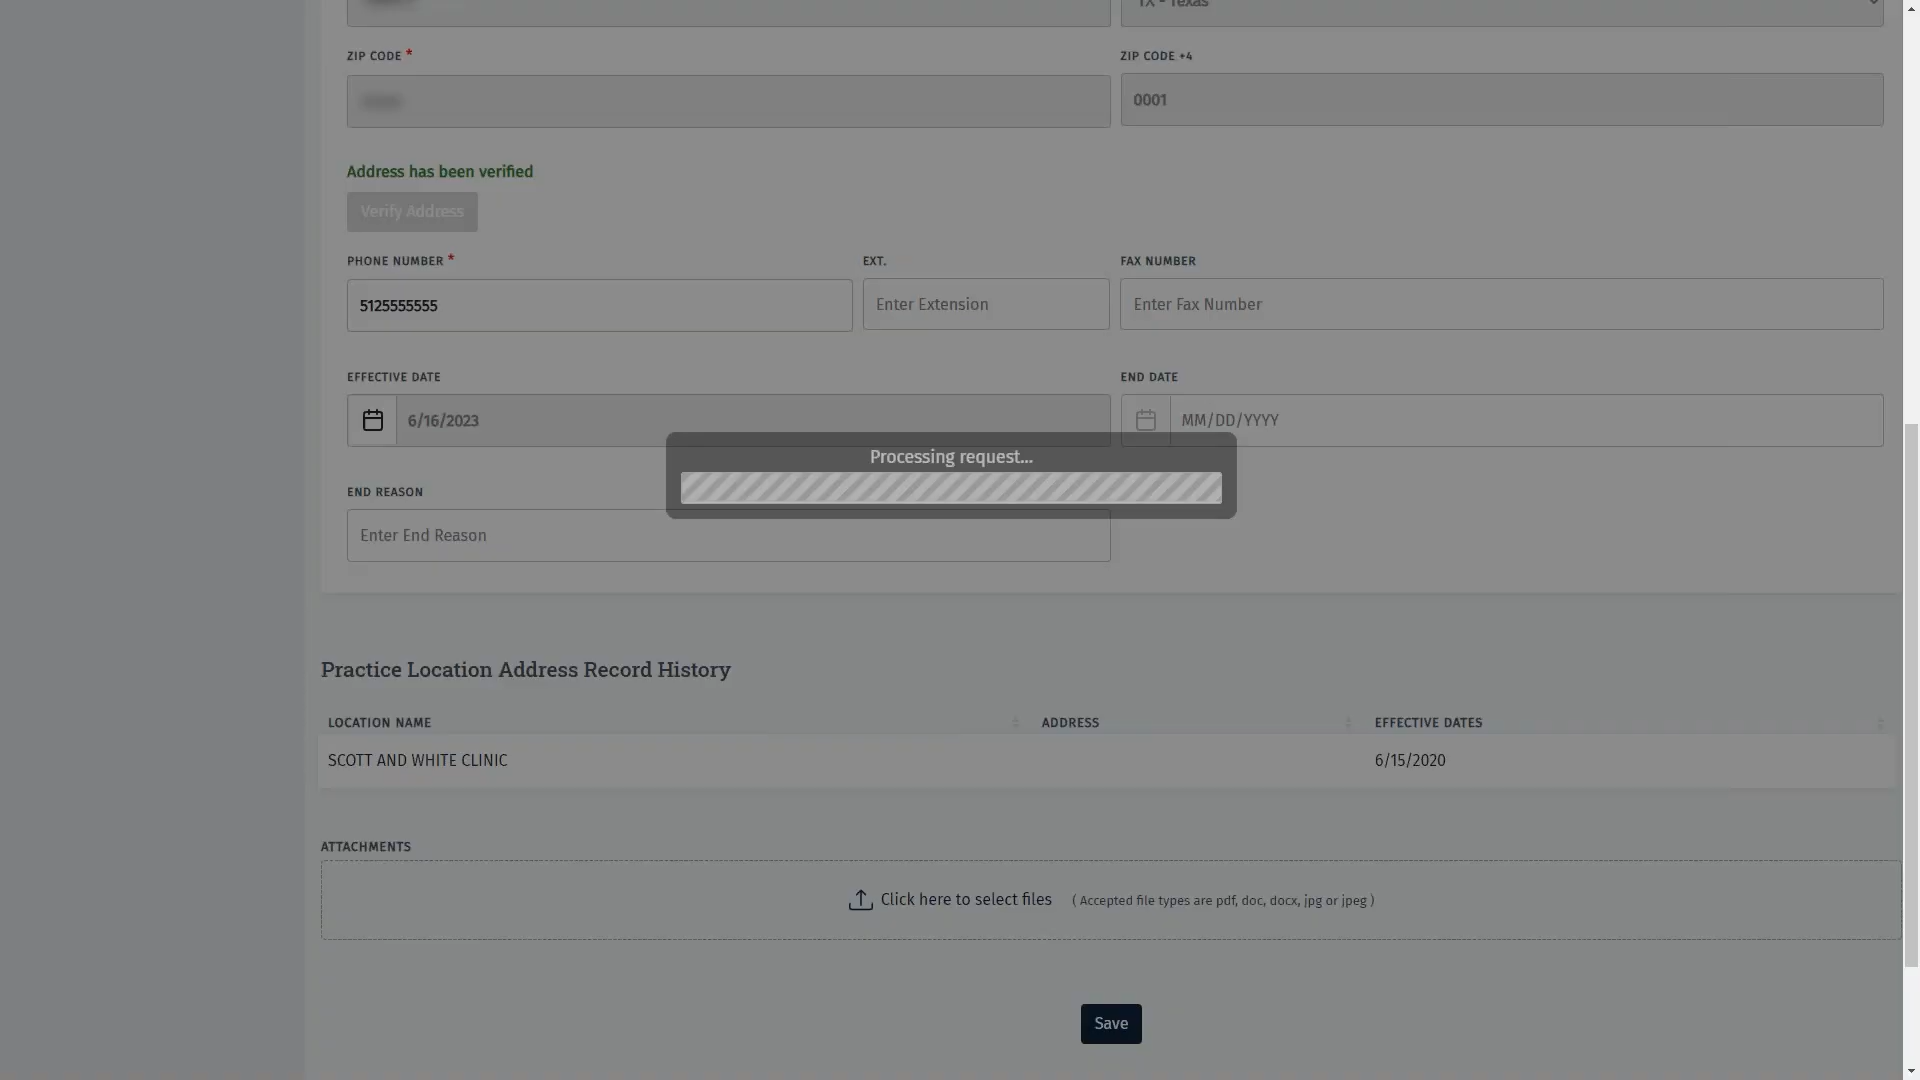 TX - Texas
ZIP CODE *
ZIP CODE +4
0001
Address has been verified
Verify Address
PHONE NUMBER *
EXT.
FAX NUMBER
5125555555
Enter Extension
Enter Fax Number
EFFECTIVE DATE
END DATE
6/16/2023
MM/DD/YYYY
Processing request...
END REASON
Enter End Reason
Practice Location Address Record History
LOCATION NAME
ADDRESS
EFFECTIVE DATES
SCOTT AND WHITE CLINIC
6/15/2020
ATTACHMENTS
Click here to select files
( Accepted file types are pdf, doc, docx, jpg or jpeg )
Save